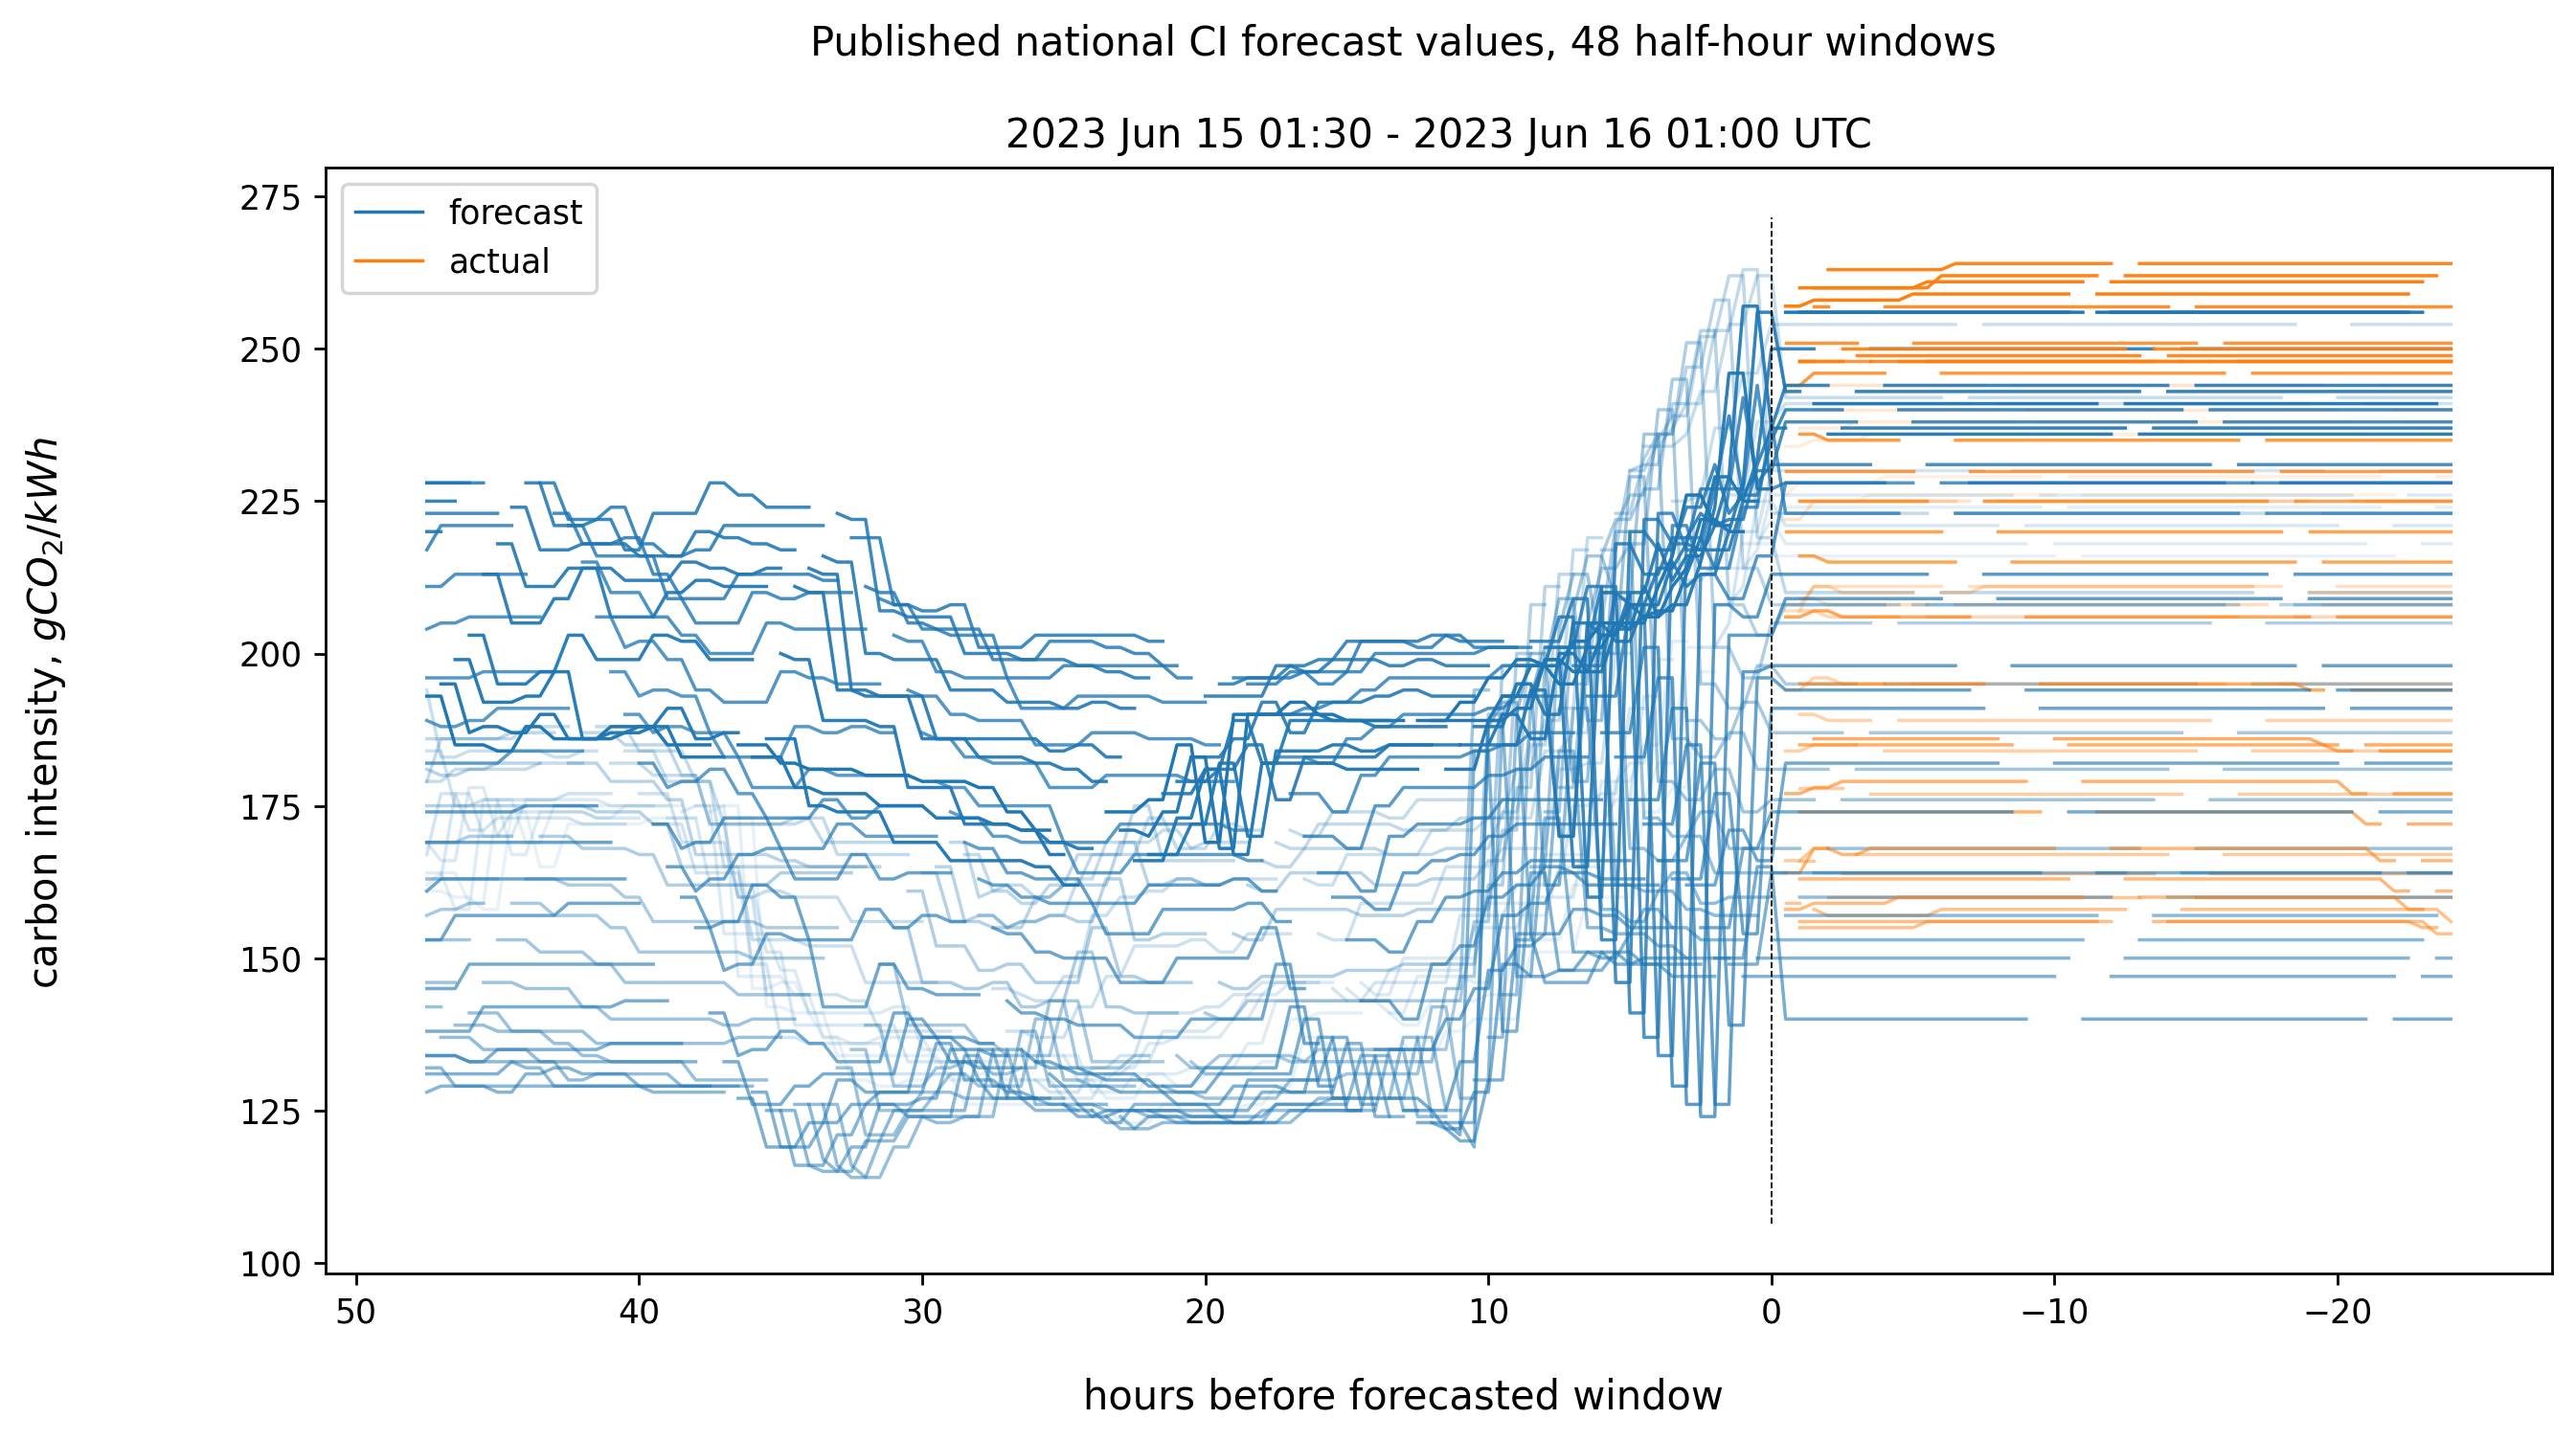 Published national CI forecast values, 48 half-hour windows
2023 Jun 15 01:30 - 2023 Jun 16 01:00 UTC
forecast
actual
275
250
225
200
175
150
125
100
carbon intensity, gCO₂/kWh
50
40
30
20
10
0
−10
−20
hours before forecasted window